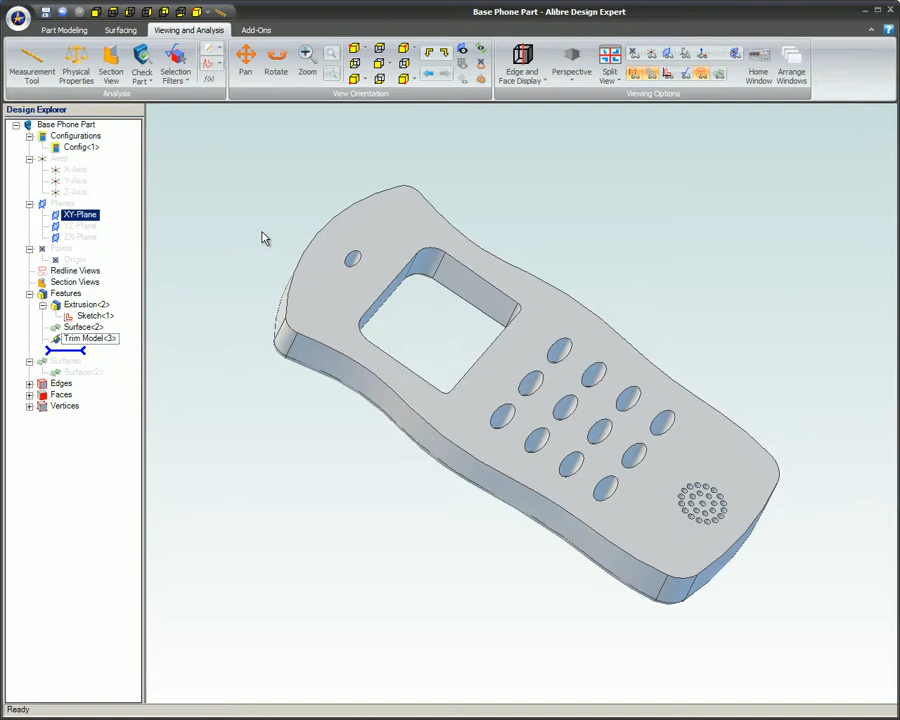 Base Phone Part - Alibre Design Expert
Part Modeling Surfacing Viewing and Analysis Add-Ons
Measurement Tool
Physical Properties
Section View
Check Part
Selection Filters
f(x)
Pan
Rotate
Zoom
Edge and Face Display
Perspective
Split View
Home Window
Arrange Windows
Analysis
View Orientation
Viewing Options
Design Explorer
Base Phone Part
Configurations
Config<1>
Axes
X-Axis
Y-Axis
Z-Axis
Planes
XY-Plane
YZ-Plane
ZX-Plane
Points
Origin
Redline Views
Section Views
Features
Extrusion<2>
Sketch<1>
Surface<2>
Trim Model<3>
Surfaces
Surface<2>
Edges
Faces
Vertices
Ready